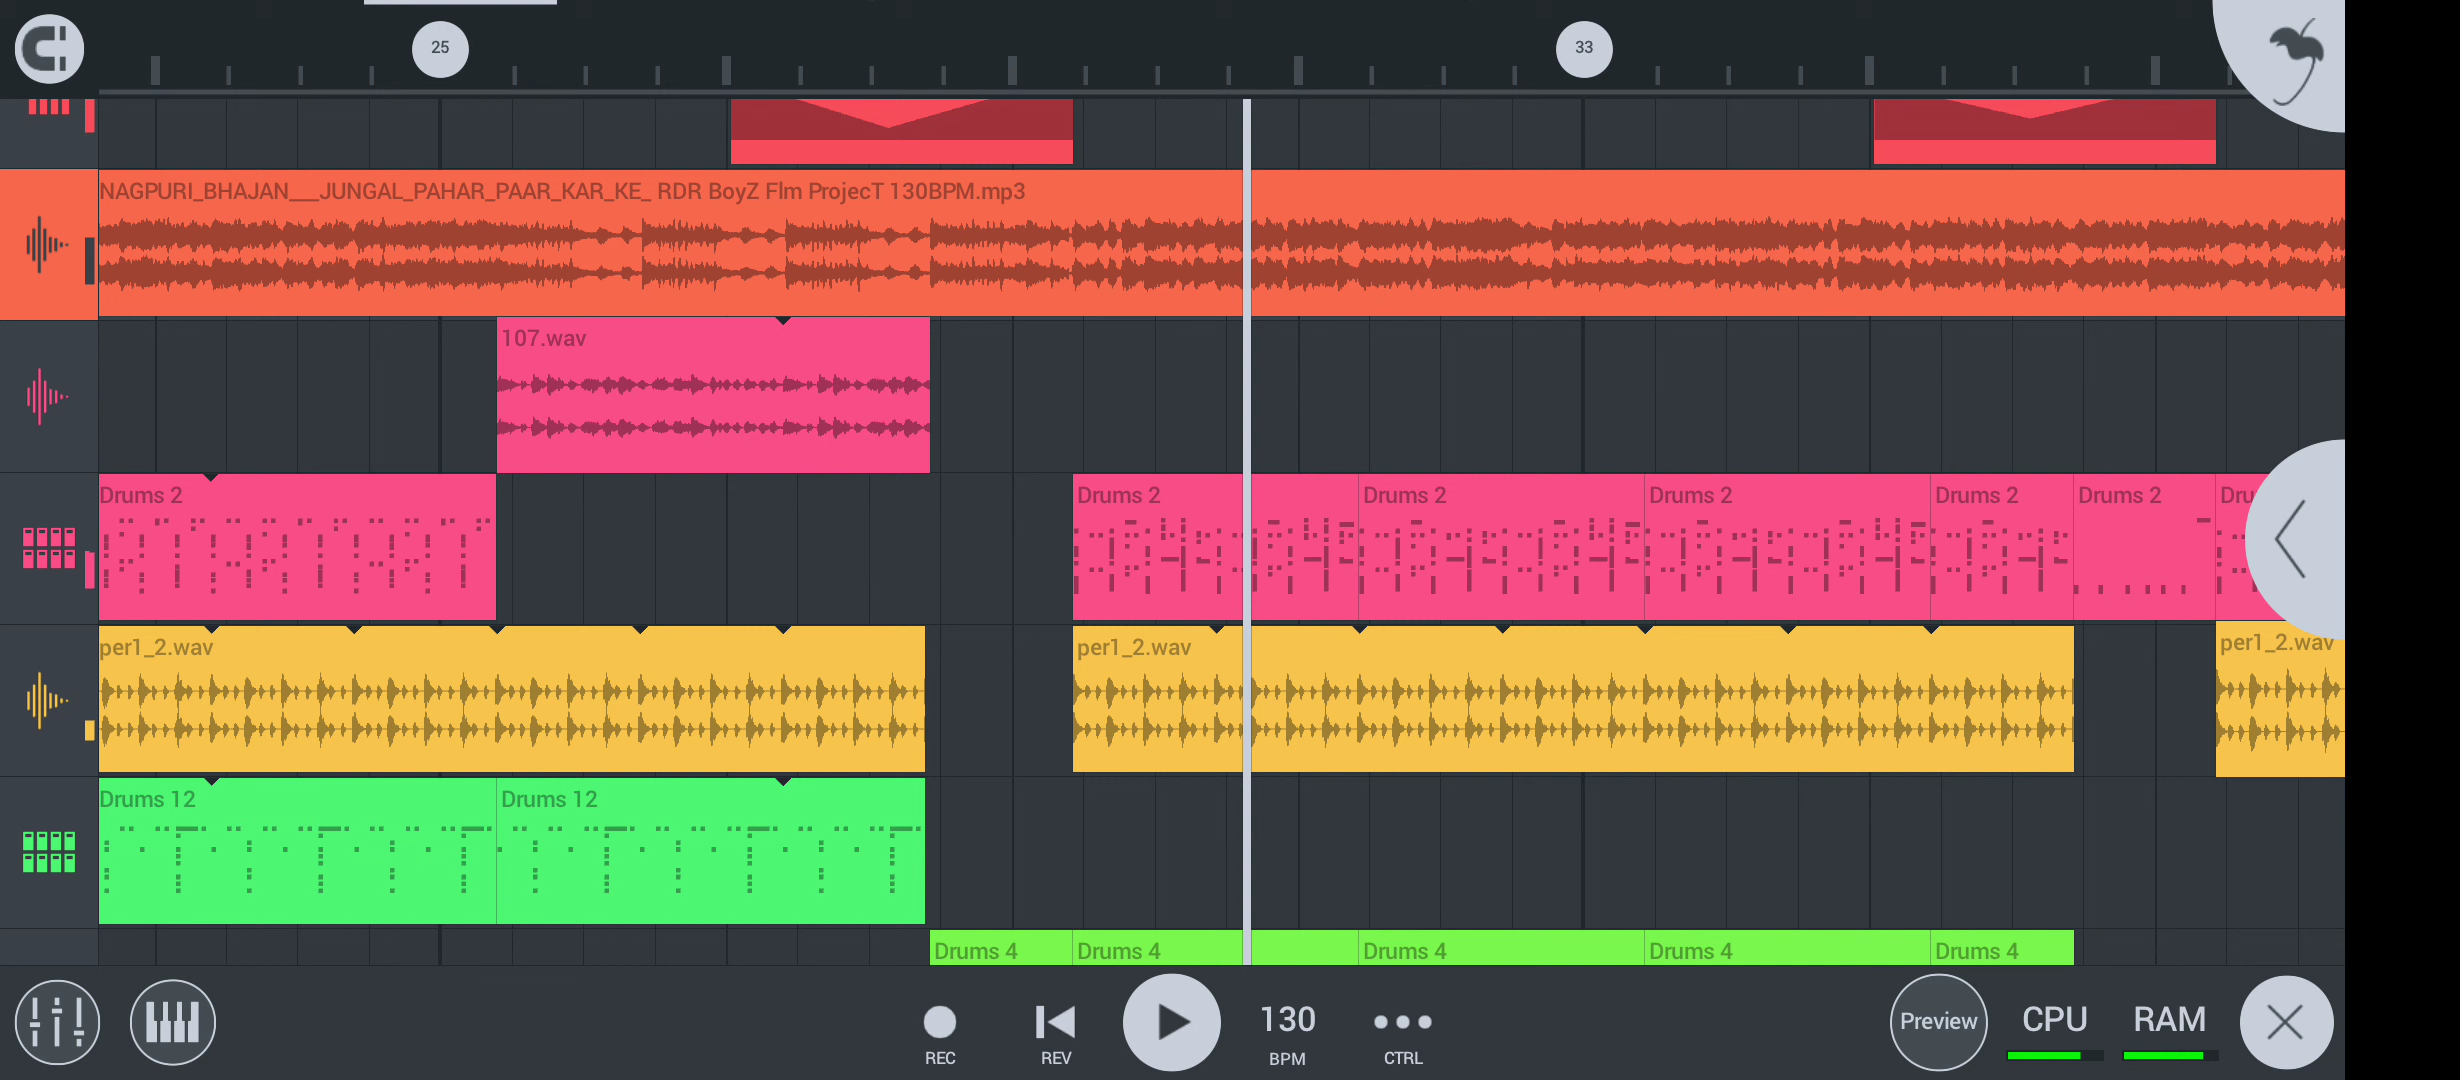 25
33
NAGPURI_BHAJAN___JUNGAL_PAHAR_PAAR_KAR_KE_ RDR BoyZ Flm ProjecT 130BPM.mp3
107.wav
Drums 2
Drums 2
Drums 2
Drums 2
Drums 2
Drums 2
Dru
per1_2.wav
per1_2.wav
per1_2.wav
Drums 12
Drums 12
Drums 4
Drums 4
Drums 4
Drums 4
Drums 4
REC
REV
130
BPM
CTRL
Preview
CPU
RAM